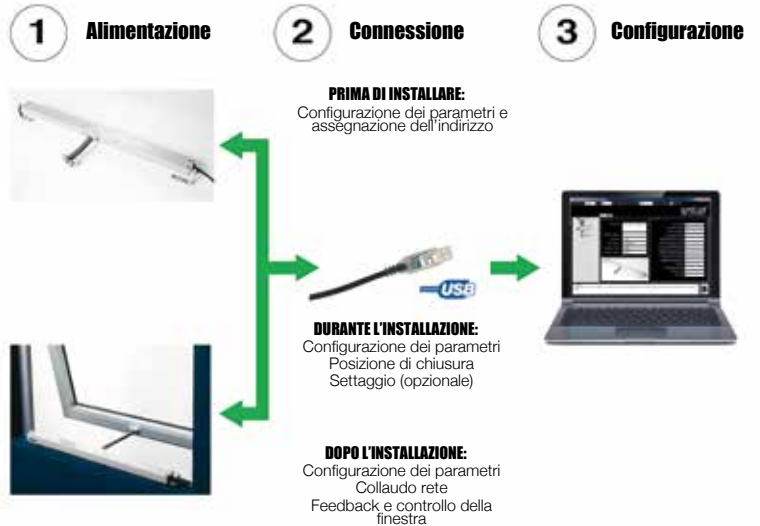 1 Alimentazione
2 Connessione
3 Configurazione
PRIMA DI INSTALLARE:
Configurazione dei parametri e
assegnazione dell'indirizzo
USB
DURANTE L'INSTALLAZIONE:
Configurazione dei parametri
Posizione di chiusura
Settaggio (opzionale)
DOPO L'INSTALLAZIONE:
Configurazione dei parametri
Collaudo rete
Feedback e controllo della
finestra